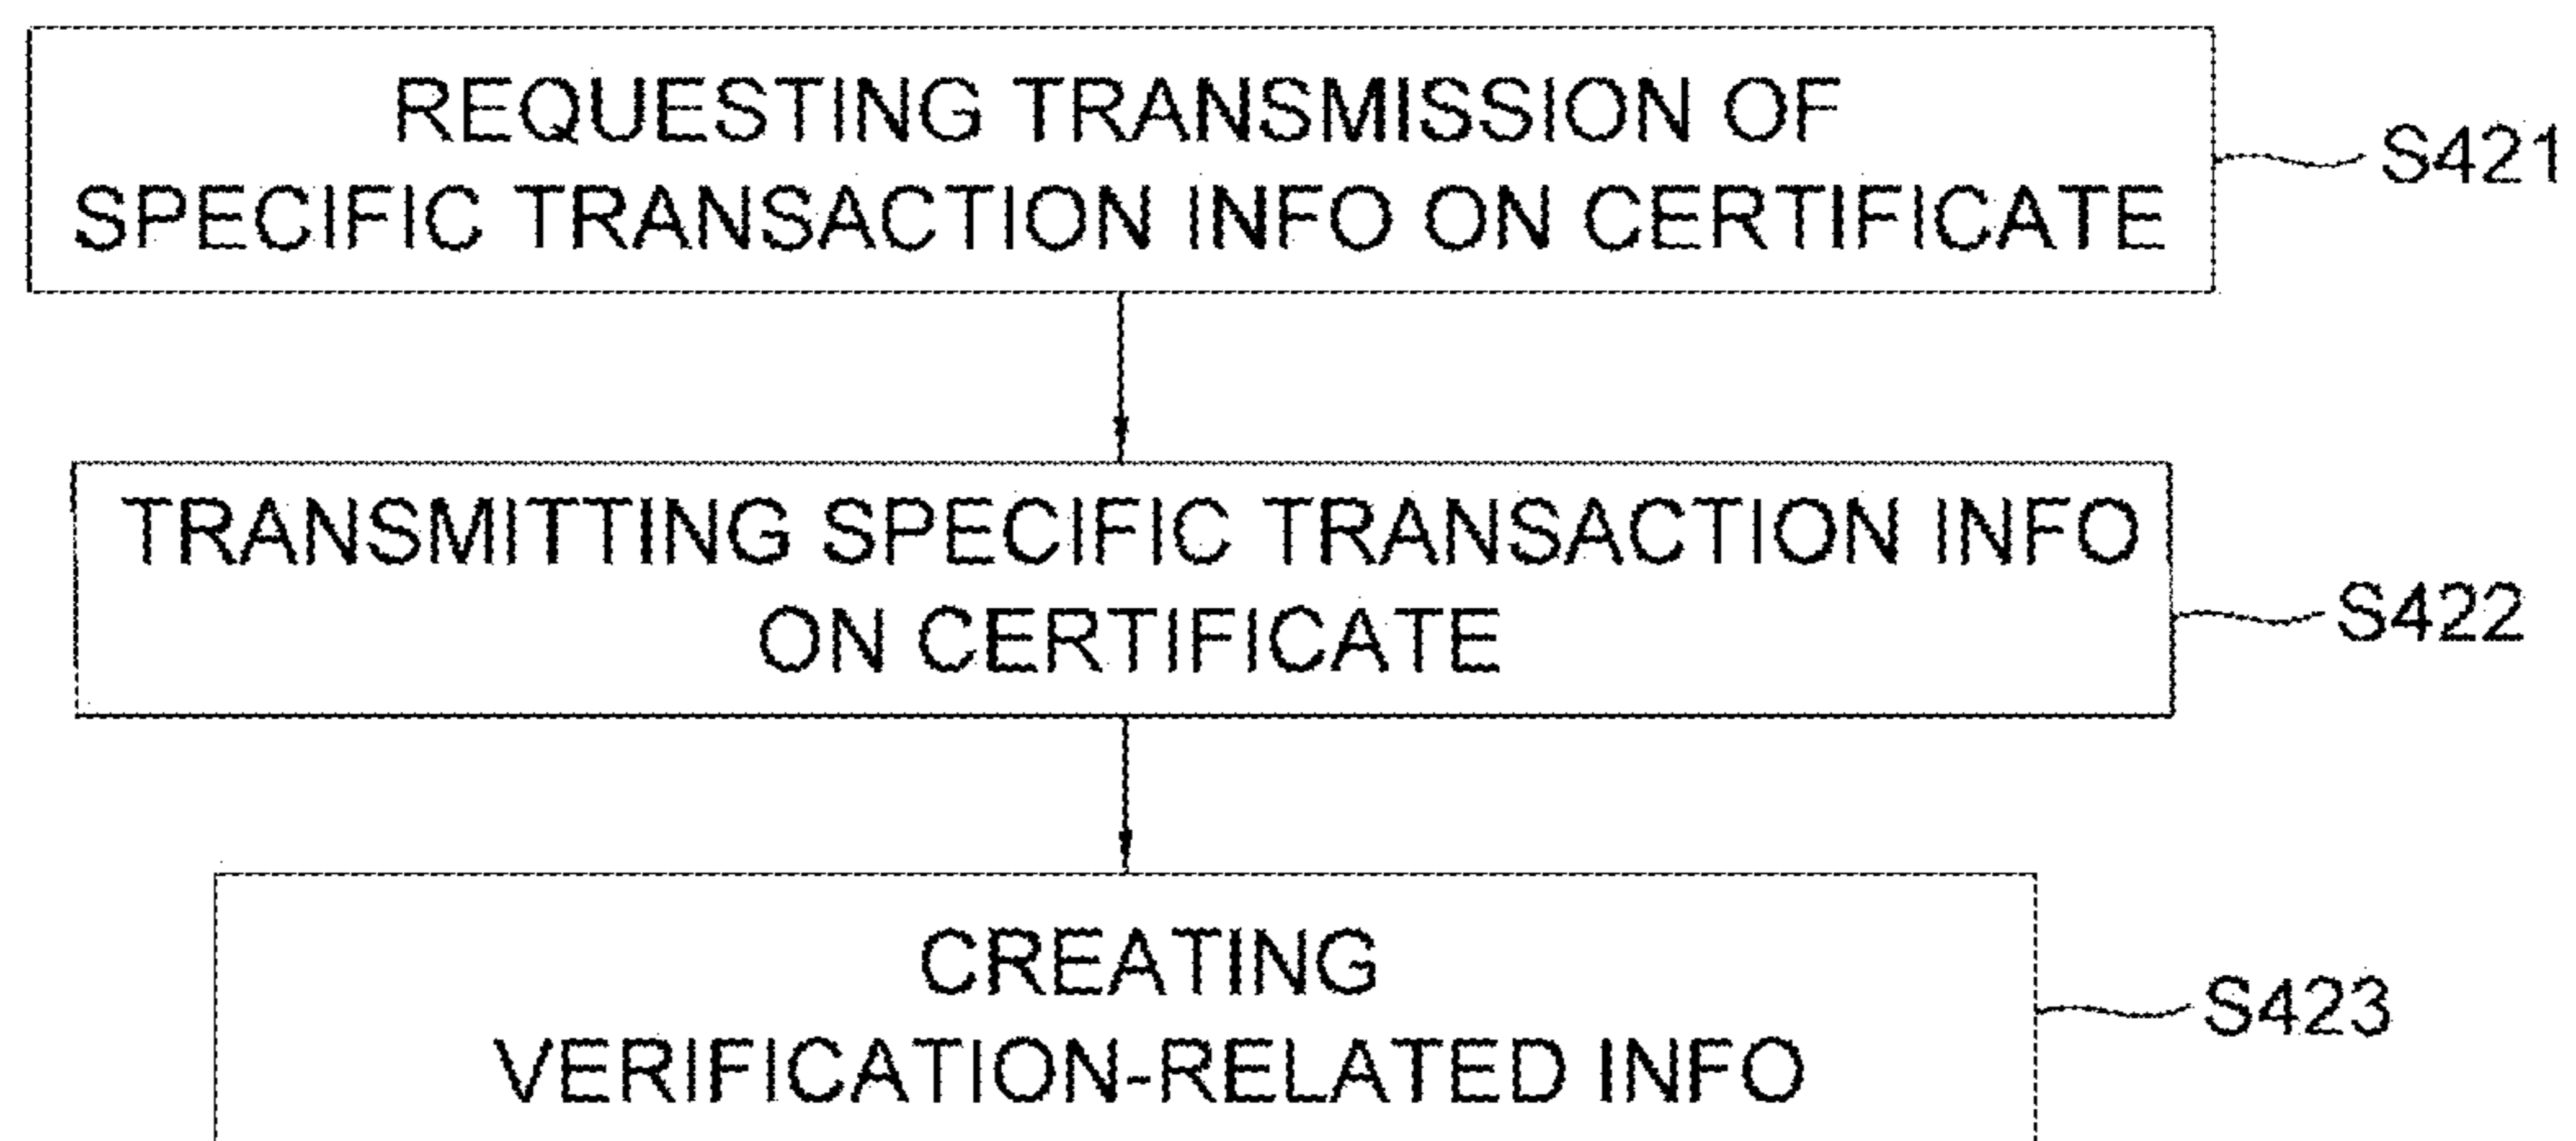 REQUESTING TRANSMISSION OF
SPECIFIC TRANSACTION INFO ON CERTIFICATE
S421
TRANSMITTING SPECIFIC TRANSACTION INFO
ON CERTIFICATE
S422
CREATING
VERIFICATION-RELATED INFO
S423